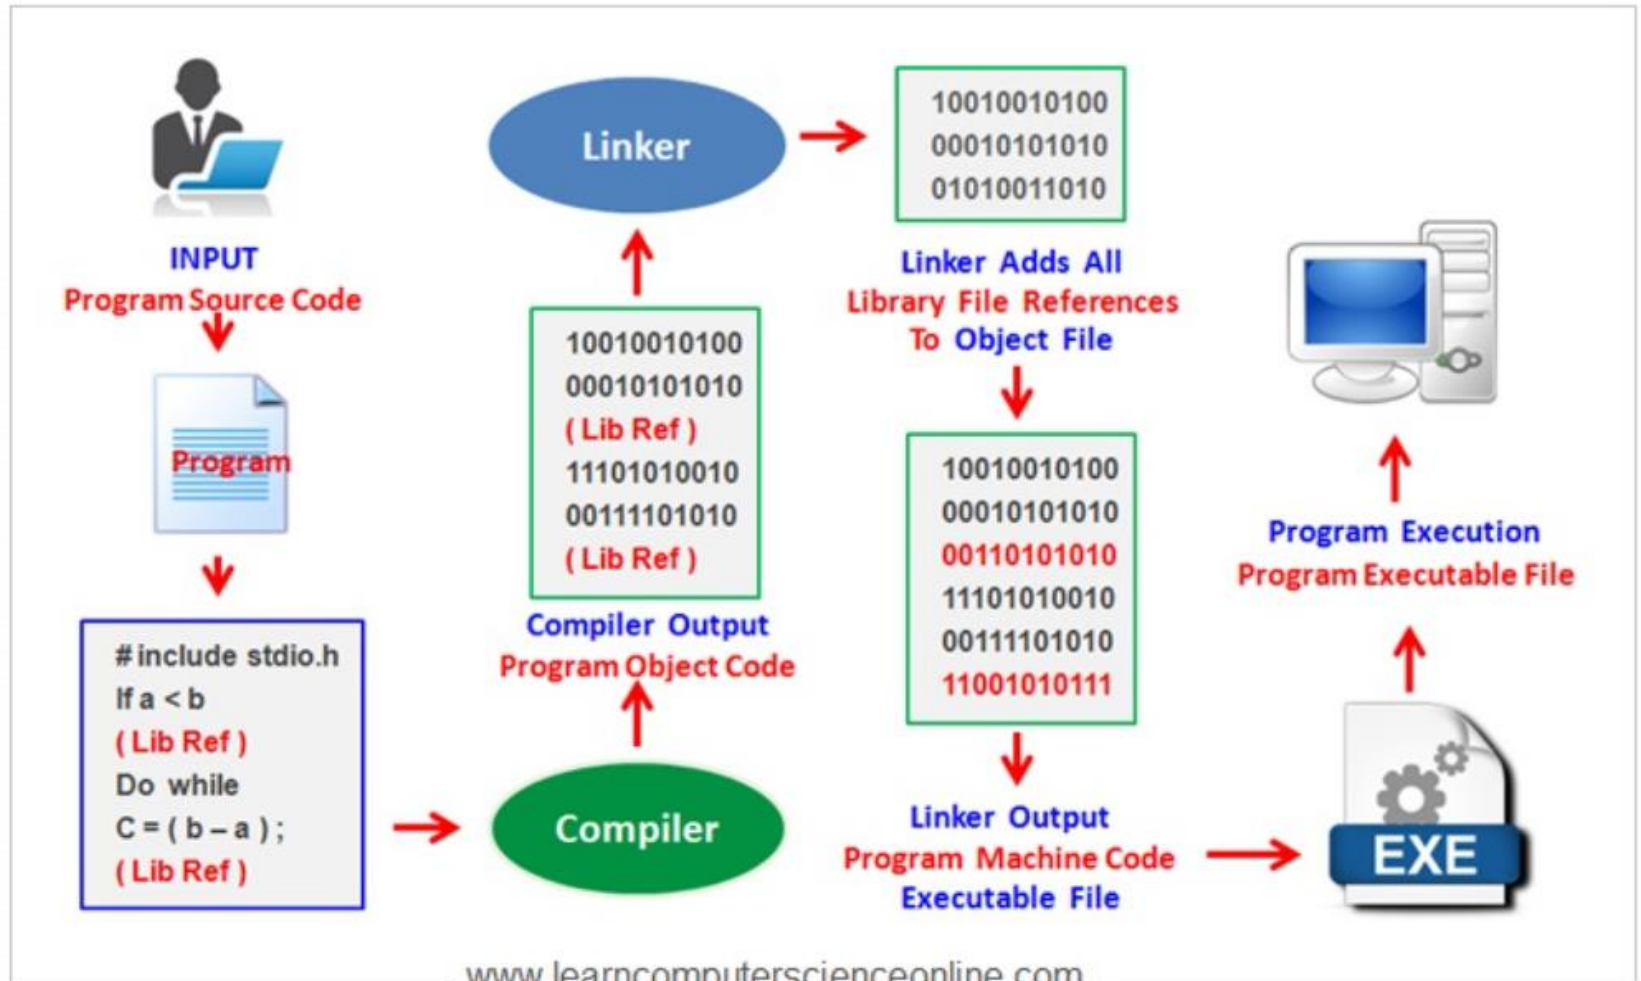 INPUT
Program Source Code
Program
# include stdio.h
If a < b
( Lib Ref )
Do while
C = ( b – a ) ;
( Lib Ref )
Compiler
Compiler Output
Program Object Code
10010010100
00010101010
( Lib Ref )
11101010010
00111101010
( Lib Ref )
Linker
10010010100
00010101010
01010011010
Linker Adds All
Library File References
To Object File
10010010100
00010101010
00110101010
11101010010
00111101010
11001010111
Linker Output
Program Machine Code
Executable File
EXE
Program Execution
Program Executable File
www.learncomputerscienceonline.com